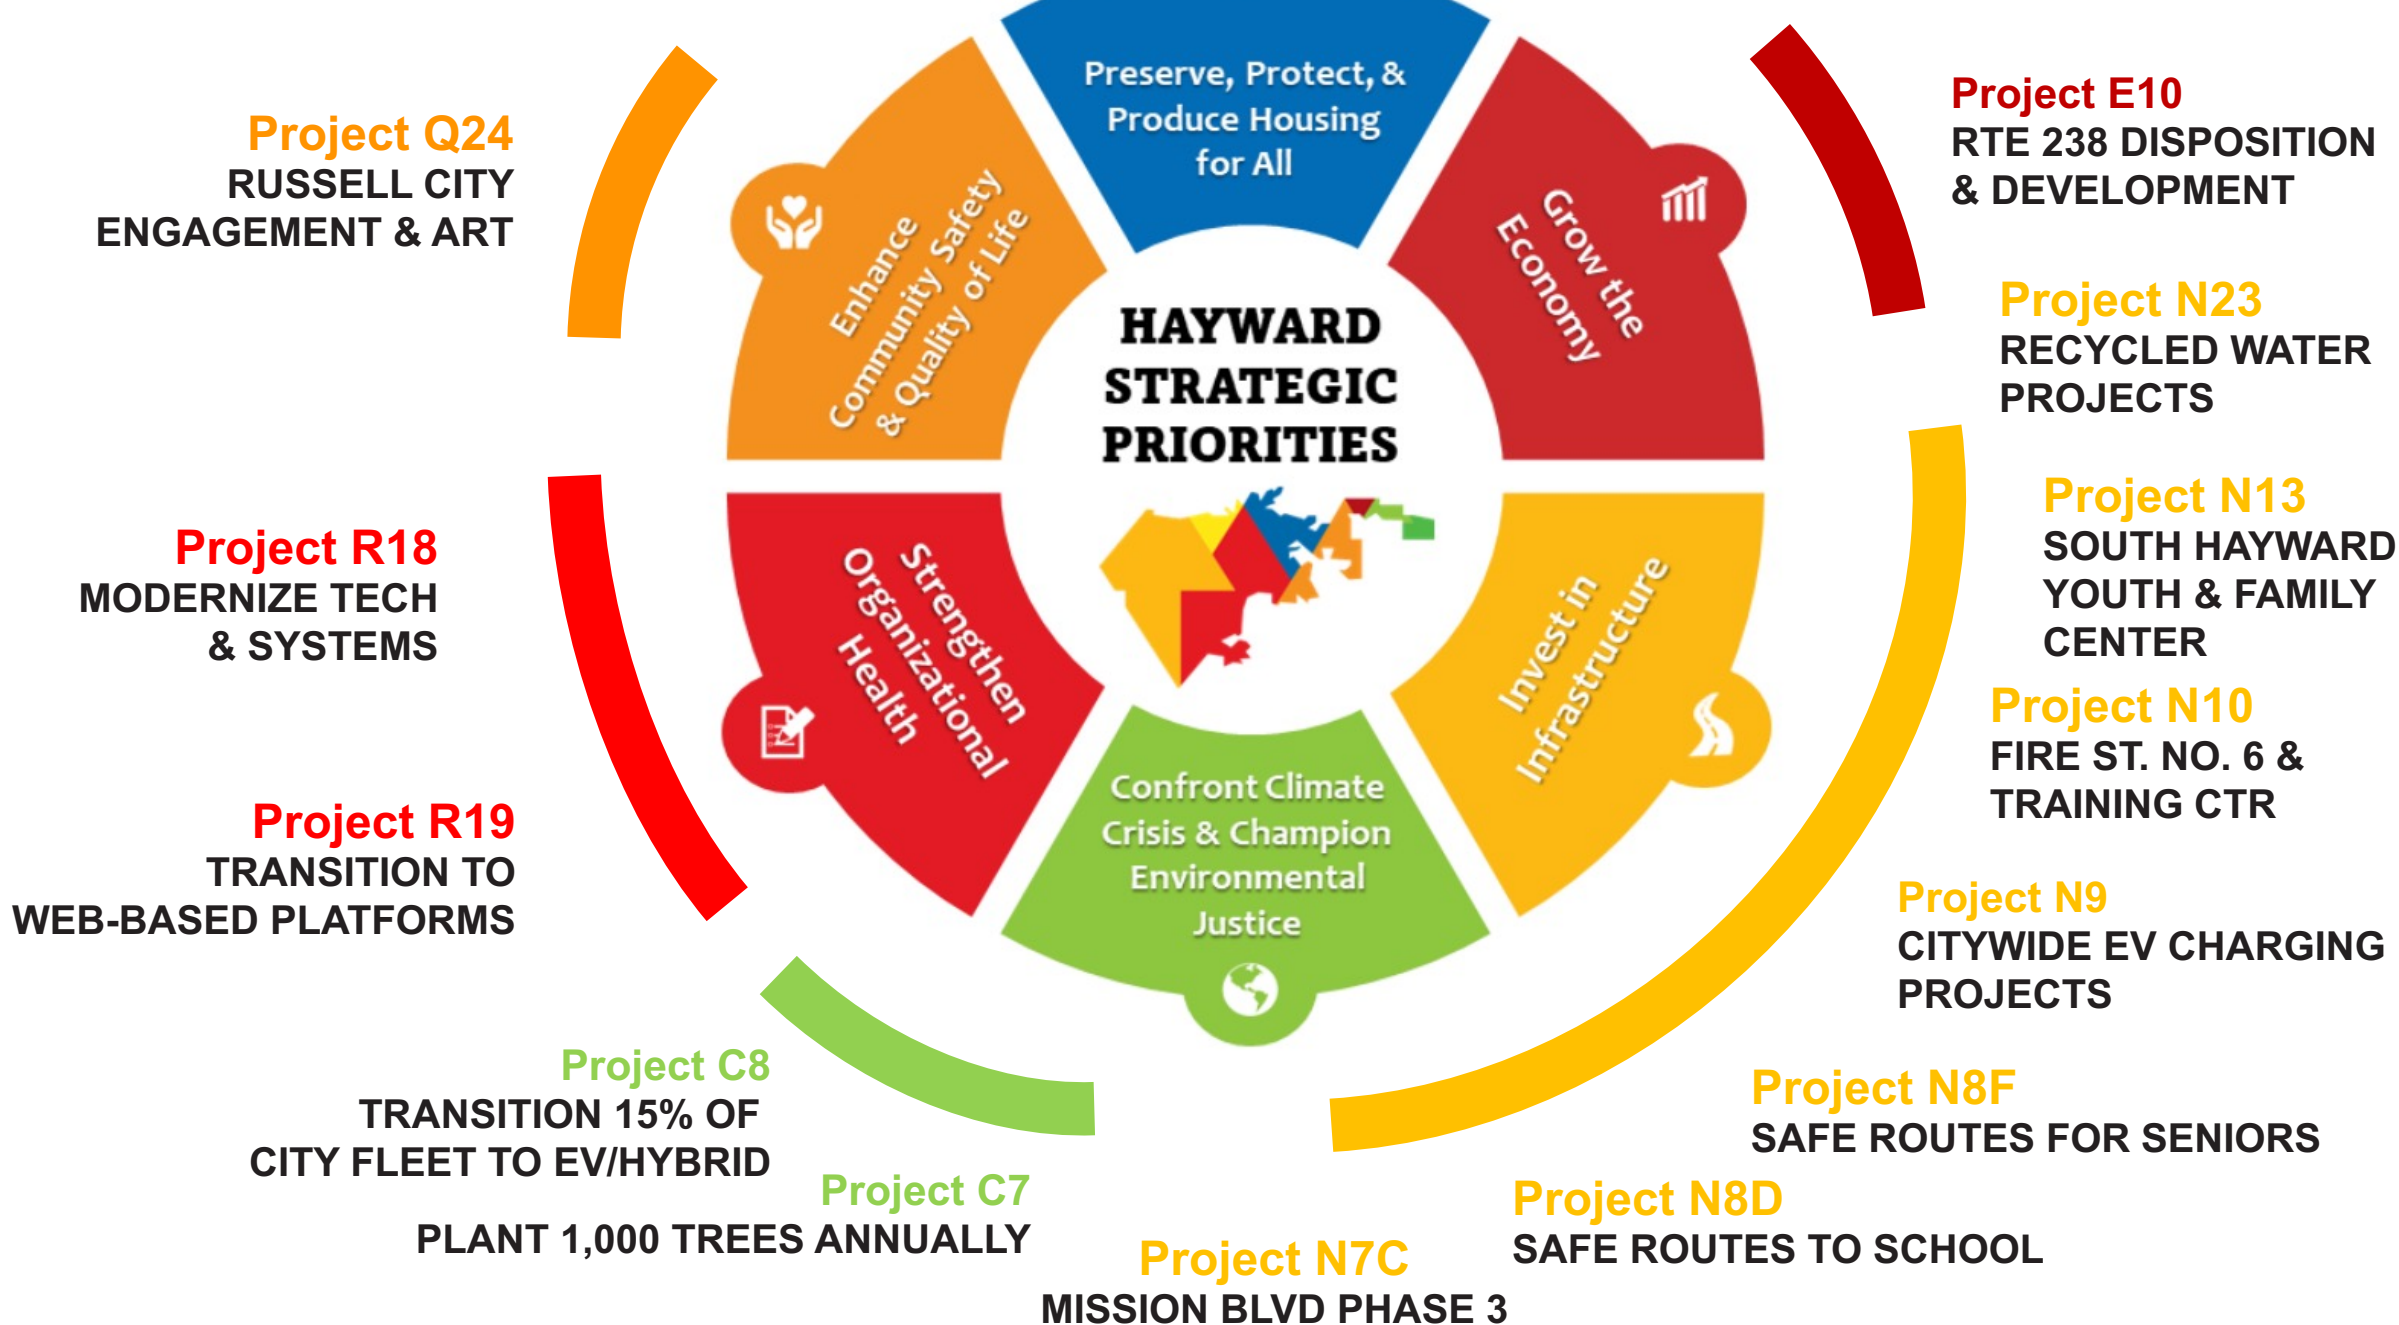 Preserve, Protect, &
Produce Housing
for All
Grow the
Economy
Invest in
Infrastructure
Confront Climate
Crisis & Champion
Environmental
Justice
Strengthen
Organizational
Health
Enhance
Community Safety
& Quality of Life
HAYWARD
STRATEGIC
PRIORITIES
Project E10
RTE 238 DISPOSITION
& DEVELOPMENT
Project N23
RECYCLED WATER
PROJECTS
Project N13
SOUTH HAYWARD
YOUTH & FAMILY
CENTER
Project N10
FIRE ST. NO. 6 &
TRAINING CTR
Project N9
CITYWIDE EV CHARGING
PROJECTS
Project N8F
SAFE ROUTES FOR SENIORS
Project N8D
SAFE ROUTES TO SCHOOL
Project N7C
MISSION BLVD PHASE 3
Project C7
PLANT 1,000 TREES ANNUALLY
Project C8
TRANSITION 15% OF
CITY FLEET TO EV/HYBRID
Project R19
TRANSITION TO
WEB-BASED PLATFORMS
Project R18
MODERNIZE TECH
& SYSTEMS
Project Q24
RUSSELL CITY
ENGAGEMENT & ART